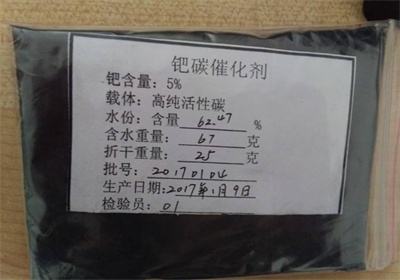 钯碳催化剂
钯含量：5%
载体：高纯活性碳
水份：含量 62.47 %
含水重量： 67 克
折干重量： 25 克
批号： 20170104
生产日期:2017年1月9日
检验员： 01